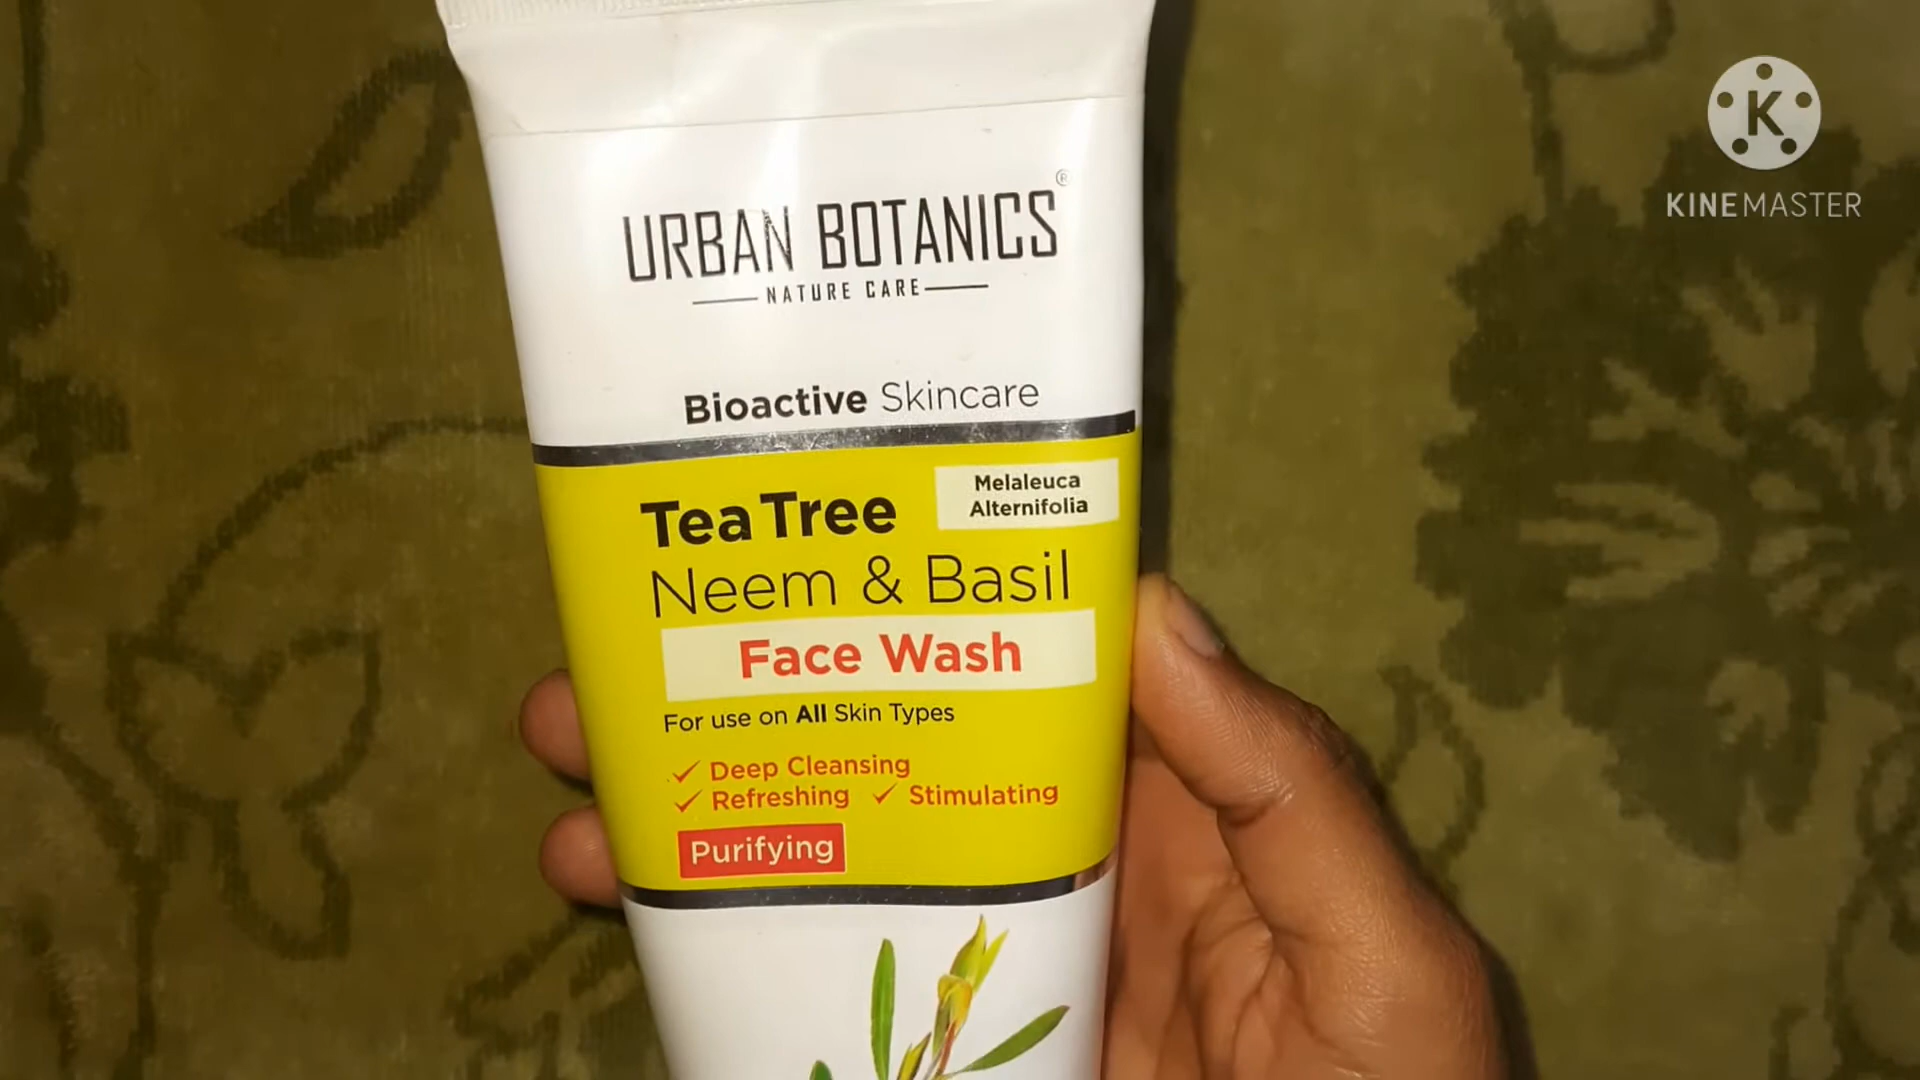 URBAN BOTANICS®
NATURE CARE
Bioactive Skincare
Tea Tree
Melaleuca
Alternifolia
Neem & Basil
Face Wash
For use on All Skin Types
✓ Deep Cleansing
✓ Refreshing ✓ Stimulating
Purifying
K
KINEMASTER